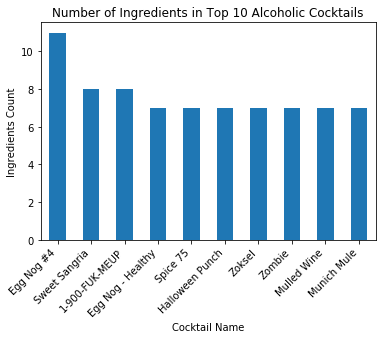 Number of Ingredients in Top 10 Alcoholic Cocktails
Ingredients Count
10
8
6
4
2
0
Egg Nog #4
Sweet Sangria
1-900-FUK-MEUP
Egg Nog - Healthy
Spice 75
Halloween Punch
Zoksel
Zombie
Mulled Wine
Munich Mule
Cocktail Name